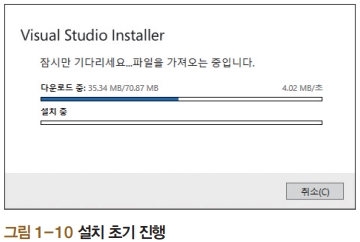 Visual Studio Installer
잠시만 기다리세요...파일을 가져오는 중입니다.
다운로드 중: 35.34 MB/70.87 MB 4.02 MB/초
설치 중
취소(C)
그림 1-10 설치 초기 진행